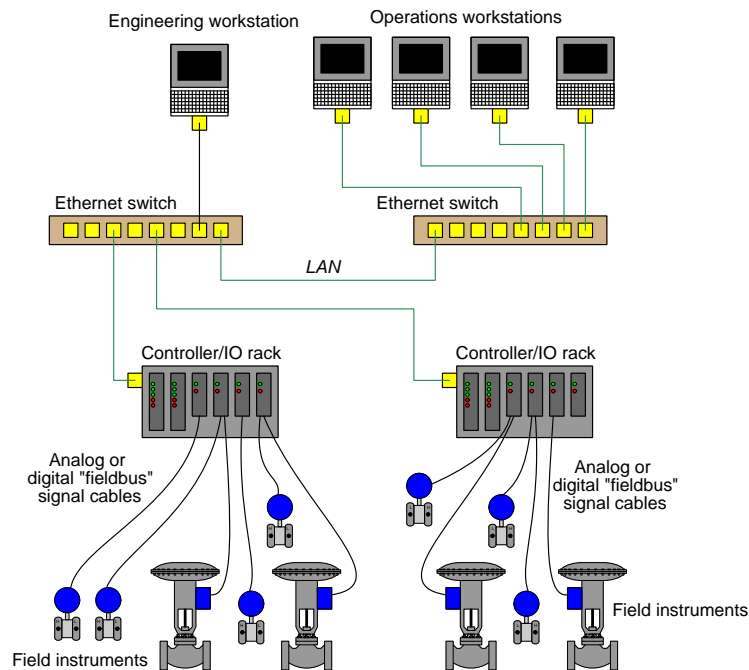 Engineering workstation
Operations workstations
Ethernet switch
Ethernet switch
LAN
Controller/IO rack
Controller/IO rack
Analog or
digital "fieldbus"
signal cables
Analog or
digital "fieldbus"
signal cables
Field instruments
Field instruments